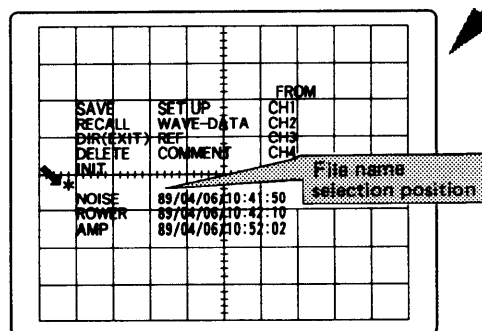 FROM
SAVE SET UP CH1
RECALL WAVE-DATA CH2
DIR(EXIT) REF CH3
DELETE COMMENT CH4
INIT
*
File name
selection position
NOISE 89/04/06/10:41:50
ROWER 89/04/06/10:42:10
AMP 89/04/06/10:52:02